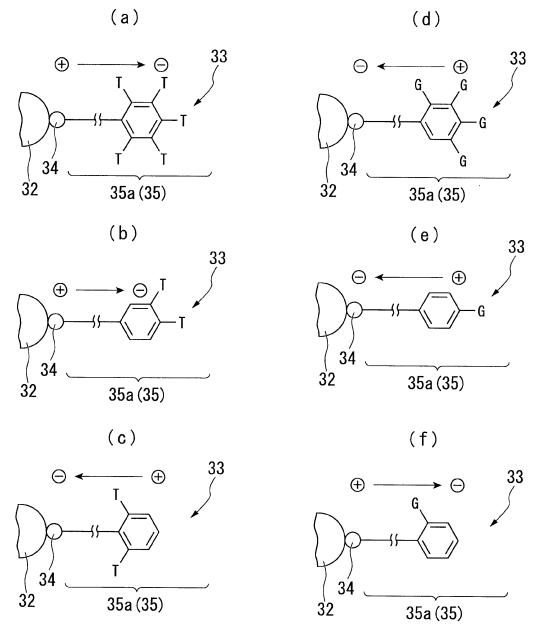 (a)
⊕ ⊖
33
T T
T
T T
34
32
35a (35)
(b)
⊕ ⊖
33
T
T
34
32
35a (35)
(c)
⊖ ⊕
33
T
T
34
32
35a (35)
(d)
⊖ ⊕
33
G G
G
G
34
32
35a (35)
(e)
⊖ ⊕
33
G
34
32
35a (35)
(f)
⊕ ⊖
33
G
34
32
35a (35)